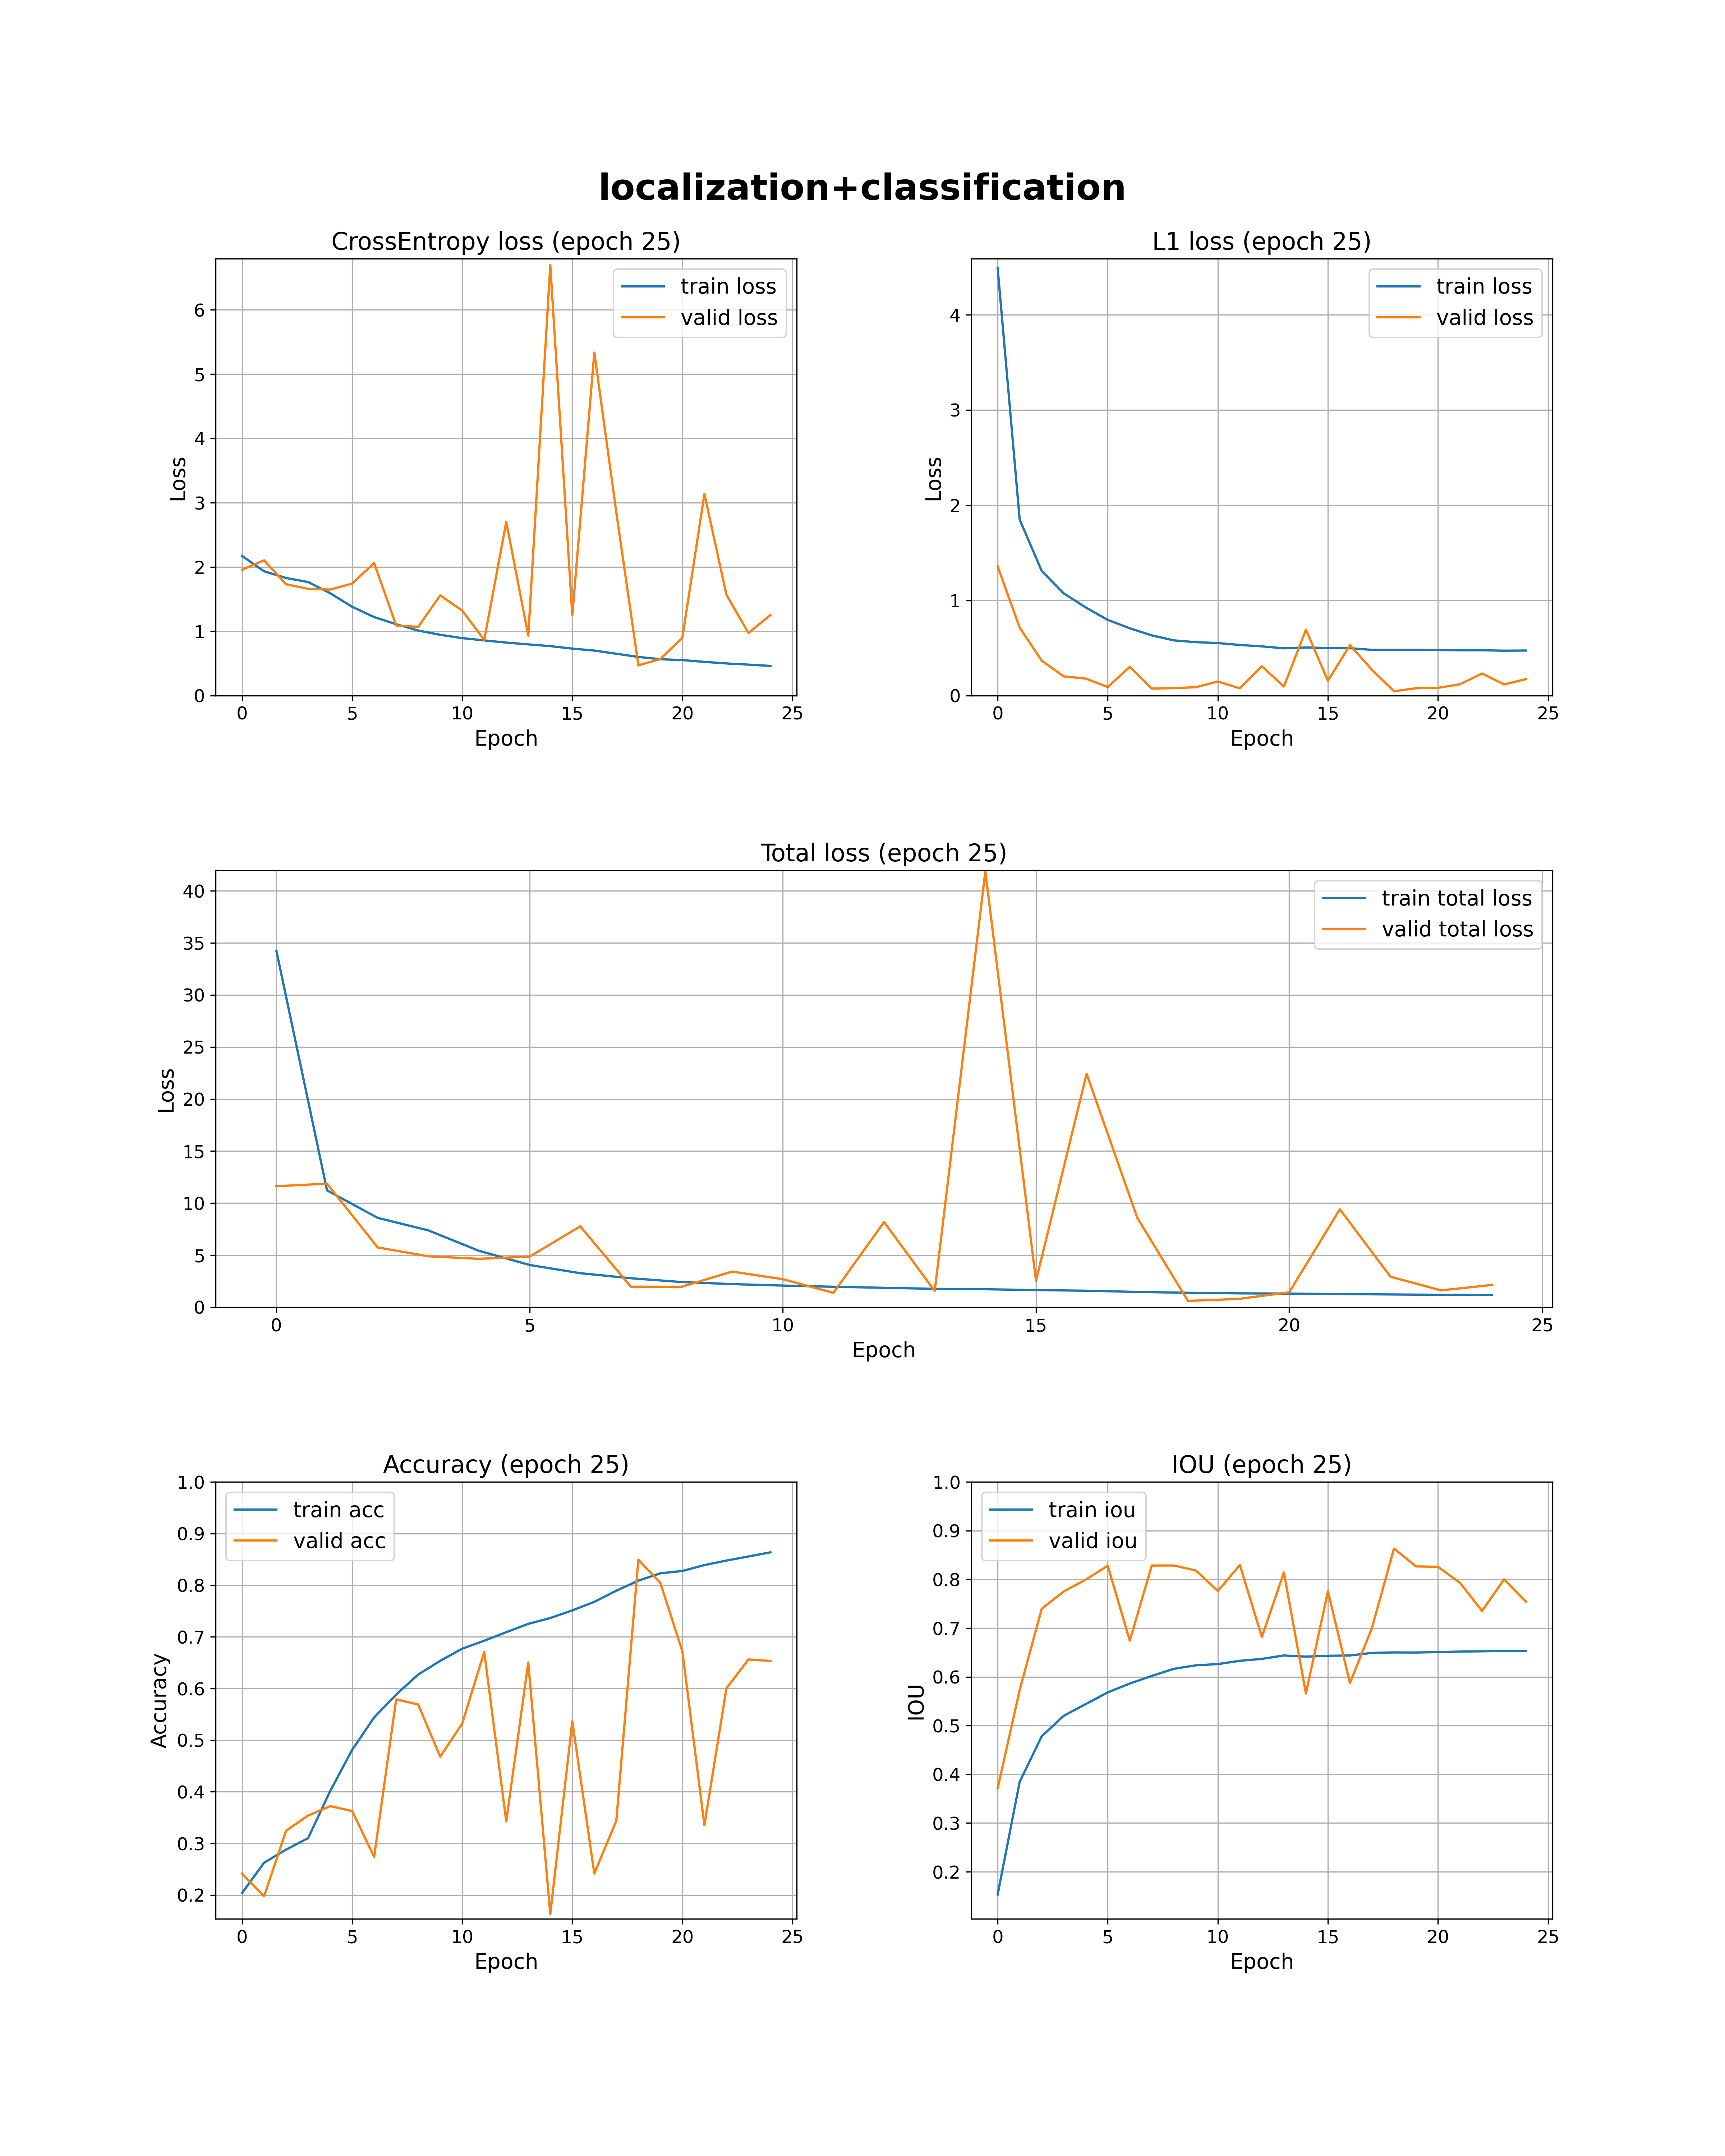 localization+classification
CrossEntropy loss (epoch 25)
6
5
4
3
2
1
0
Loss
train loss
valid loss
0 5 10 15 20 25
Epoch
L1 loss (epoch 25)
4
3
2
1
0
Loss
train loss
valid loss
0 5 10 15 20 25
Epoch
Total loss (epoch 25)
40
35
30
25
20
15
10
5
0
Loss
train total loss
valid total loss
0 5 10 15 20 25
Epoch
Accuracy (epoch 25)
1.0
0.9
0.8
0.7
0.6
0.5
0.4
0.3
0.2
Accuracy
train acc
valid acc
0 5 10 15 20 25
Epoch
IOU (epoch 25)
1.0
0.9
0.8
0.7
0.6
0.5
0.4
0.3
0.2
IOU
train iou
valid iou
0 5 10 15 20 25
Epoch